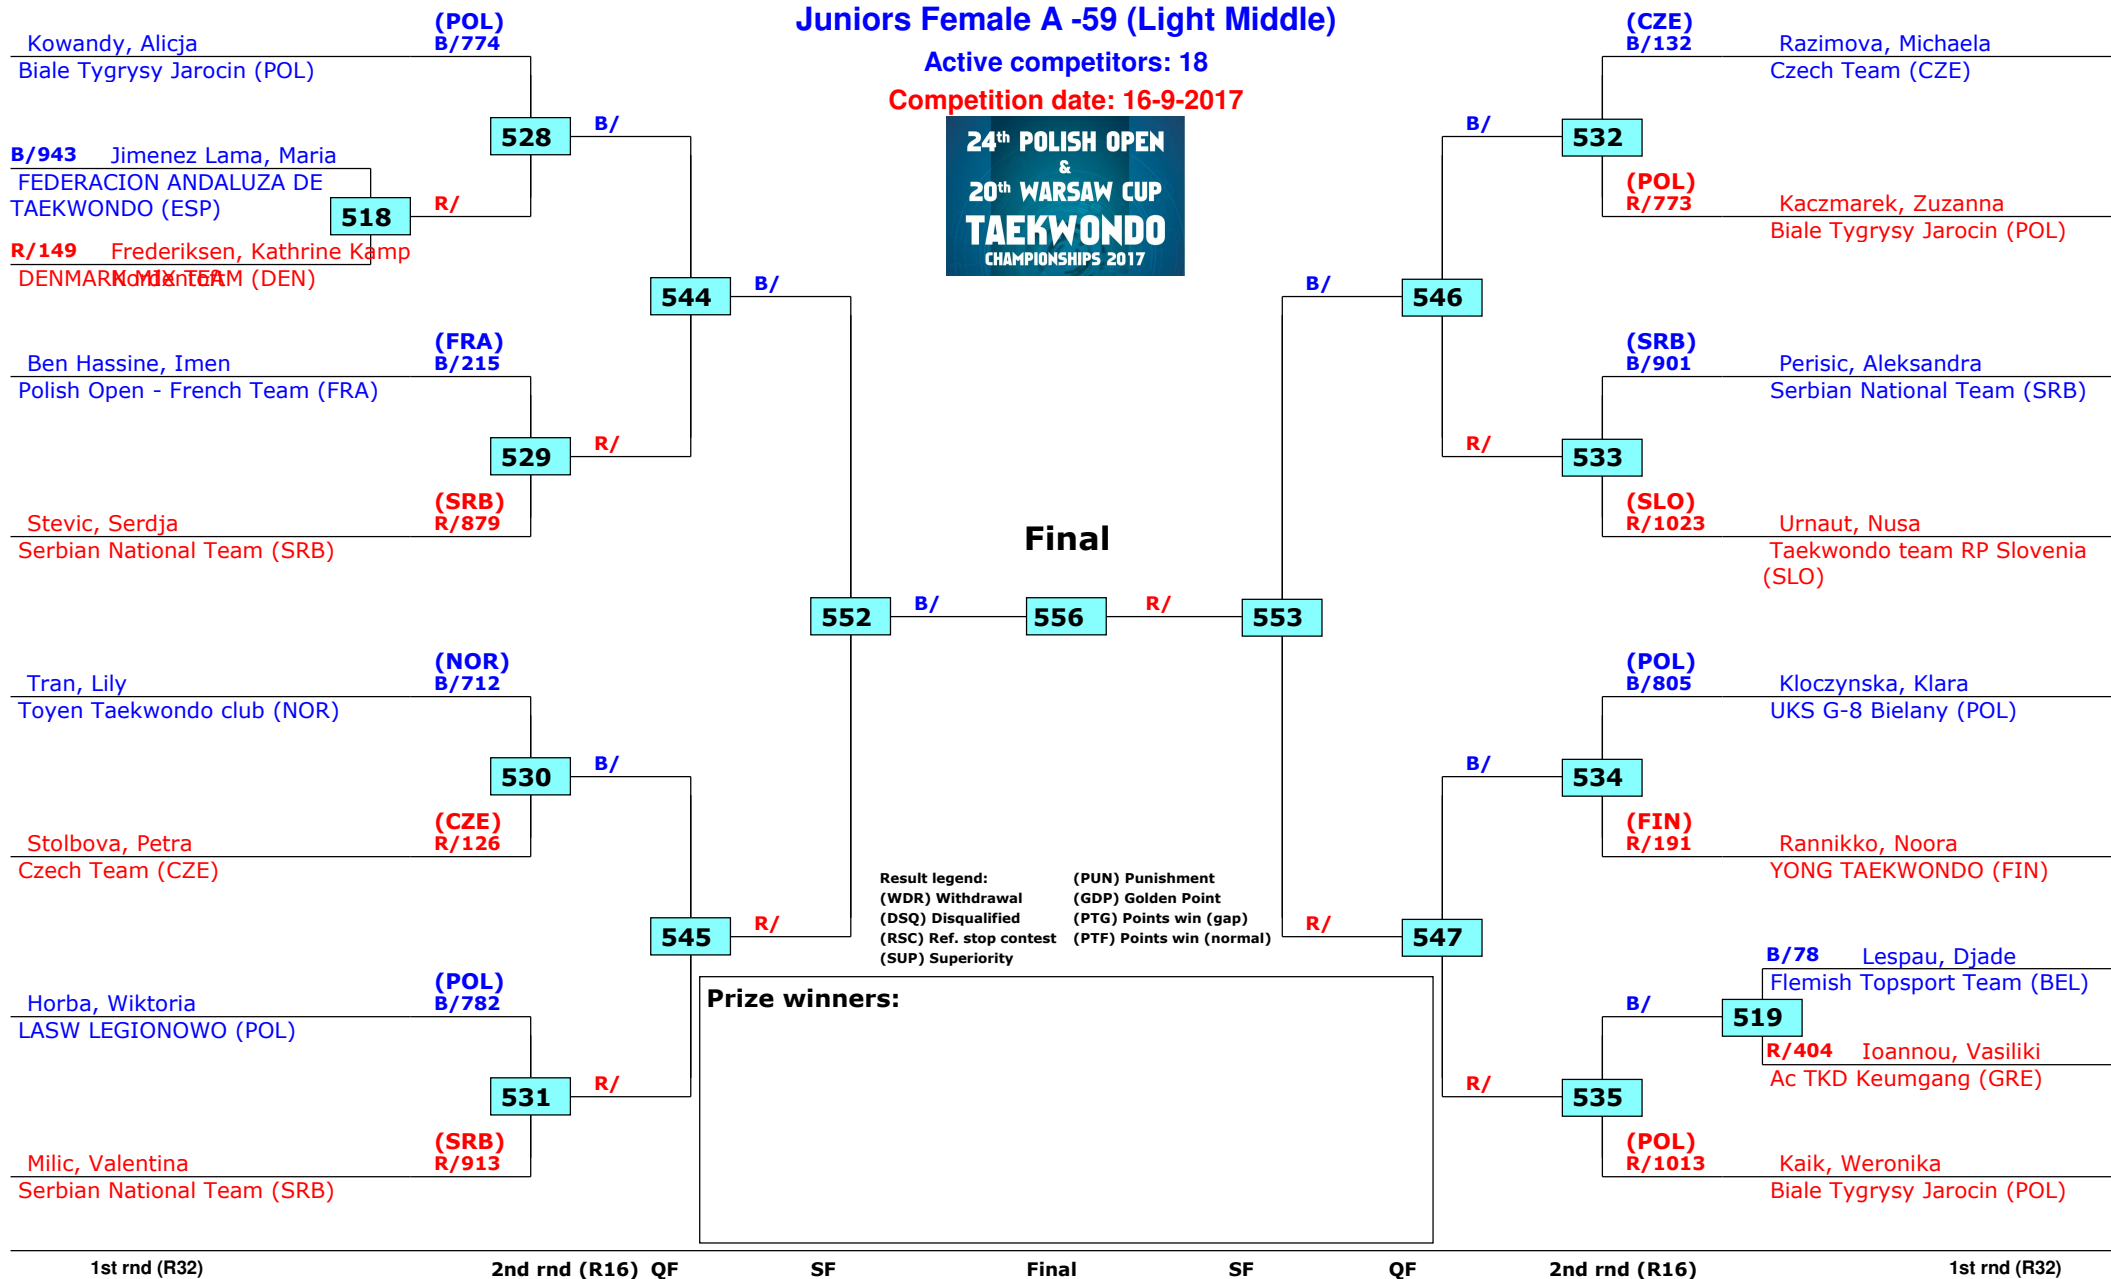 Juniors Female A -59 (Light Middle)
Active competitors: 18
Competition date: 16-9-2017
24th POLISH OPEN
&
20th WARSAW CUP
TAEKWONDO
CHAMPIONSHIPS 2017
(POL)
Kowandy, Alicja B/774
Biale Tygrysy Jarocin (POL)
528
B/
B/943 Jimenez Lama, Maria
FEDERACION ANDALUZA DE
TAEKWONDO (ESP)
518
R/
R/149 Frederiksen, Kathrine Kamp
Nordentoft
DENMARK MIX TEAM (DEN)
544
B/
(FRA)
Ben Hassine, Imen B/215
Polish Open - French Team (FRA)
529
R/
(SRB)
Stevic, Serdja R/879
Serbian National Team (SRB)
552
B/
(NOR)
Tran, Lily B/712
Toyen Taekwondo club (NOR)
530
B/
(CZE)
Stolbova, Petra R/126
Czech Team (CZE)
545
R/
(POL)
Horba, Wiktoria B/782
LASW LEGIONOWO (POL)
531
R/
(SRB)
Milic, Valentina R/913
Serbian National Team (SRB)
Final
556
R/
553
(CZE)
B/132 Razimova, Michaela
Czech Team (CZE)
B/
532
(POL)
R/773 Kaczmarek, Zuzanna
Biale Tygrysy Jarocin (POL)
B/
546
(SRB)
B/901 Perisic, Aleksandra
Serbian National Team (SRB)
R/
533
(SLO)
R/1023 Urnaut, Nusa
Taekwondo team RP Slovenia
(SLO)
(POL)
B/805 Kloczynska, Klara
UKS G-8 Bielany (POL)
B/
534
(FIN)
R/191 Rannikko, Noora
YONG TAEKWONDO (FIN)
R/
547
B/78 Lespau, Djade
Flemish Topsport Team (BEL)
B/
519
R/404 Ioannou, Vasiliki
Ac TKD Keumgang (GRE)
R/
535
(POL)
R/1013 Kaik, Weronika
Biale Tygrysy Jarocin (POL)
Result legend: (PUN) Punishment
(WDR) Withdrawal (GDP) Golden Point
(DSQ) Disqualified (PTG) Points win (gap)
(RSC) Ref. stop contest (PTF) Points win (normal)
(SUP) Superiority
Prize winners:
1st rnd (R32) 2nd rnd (R16) QF SF Final SF QF 2nd rnd (R16) 1st rnd (R32)